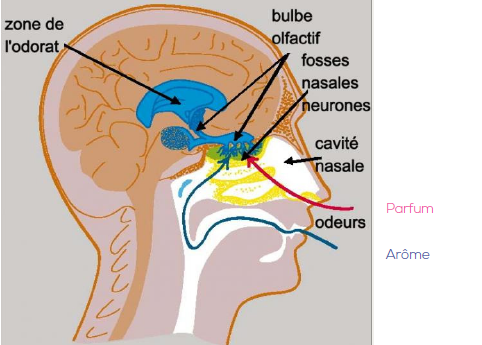 zone de
l'odorat
bulbe
olfactif
fosses
nasales
neurones
cavité
nasale
odeurs
Parfum
Arôme